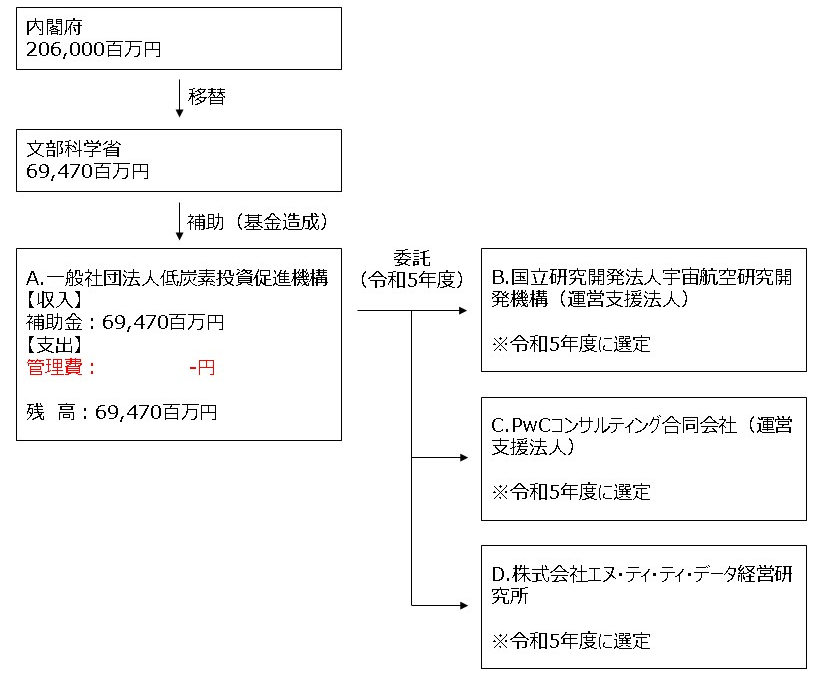 内閣府
206,000百万円
移替
文部科学省
69,470百万円
補助（基金造成）
A.一般社団法人低炭素投資促進機構
【収入】
補助金：69,470百万円
【支出】
管理費： -円
残 高：69,470百万円
委託
（令和5年度）
B.国立研究開発法人宇宙航空研究開
発機構（運営支援法人）
※令和5年度に選定
C.PwCコンサルティング合同会社（運営
支援法人）
※令和5年度に選定
D.株式会社エヌ・ティ・ティ・データ経営研
究所
※令和5年度に選定